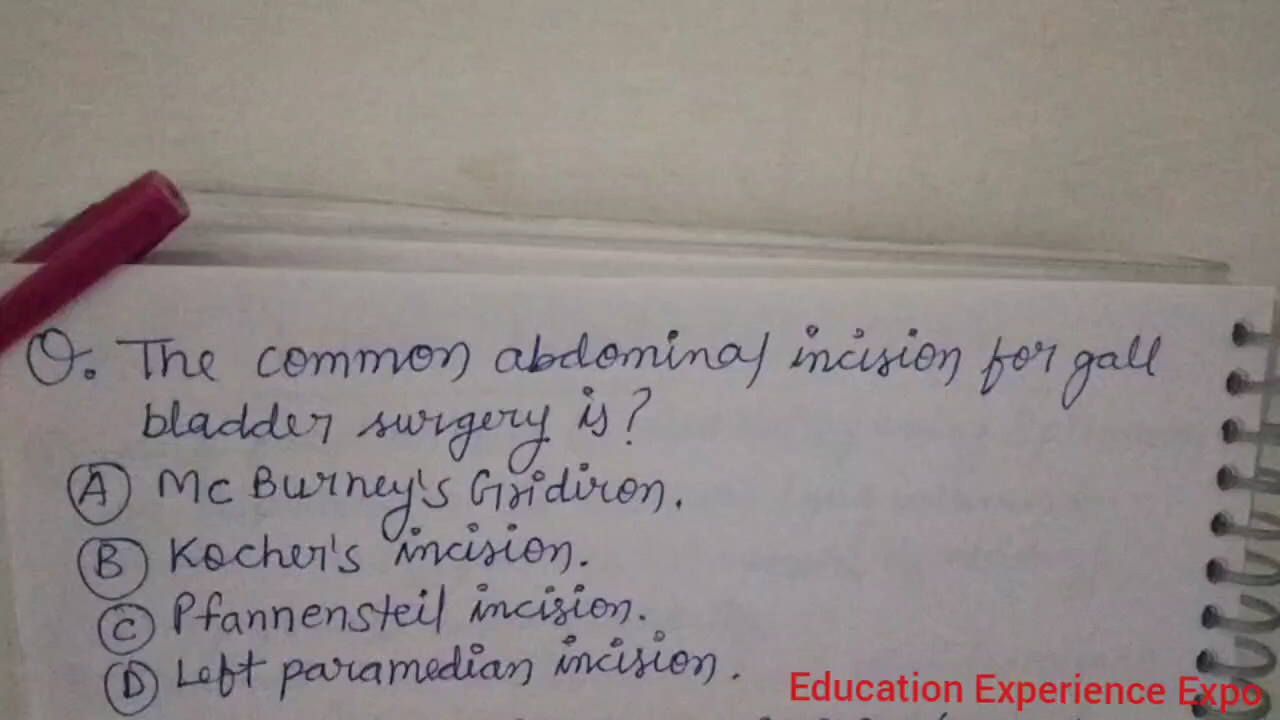 Q. The common abdominal incision for gall
bladder surgery is?
A Mc Burney's Gridiron.
B Kocher's incision.
C Pfannensteil incision.
D Left paramedian incision.
Education Experience Expo